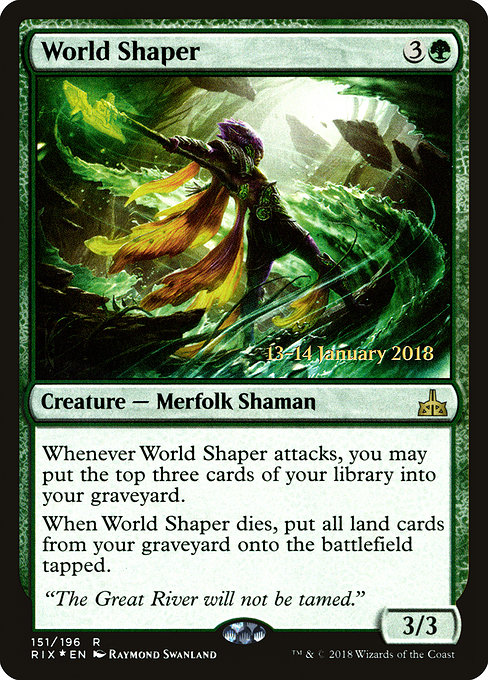 World Shaper 3
13-14 January 2018
Creature — Merfolk Shaman
Whenever World Shaper attacks, you may
put the top three cards of your library into
your graveyard.
When World Shaper dies, put all land cards
from your graveyard onto the battlefield
tapped.
“The Great River will not be tamed.”
3/3
151/196 R
RIX★EN Raymond Swanland
™ & © 2018 Wizards of the Coast